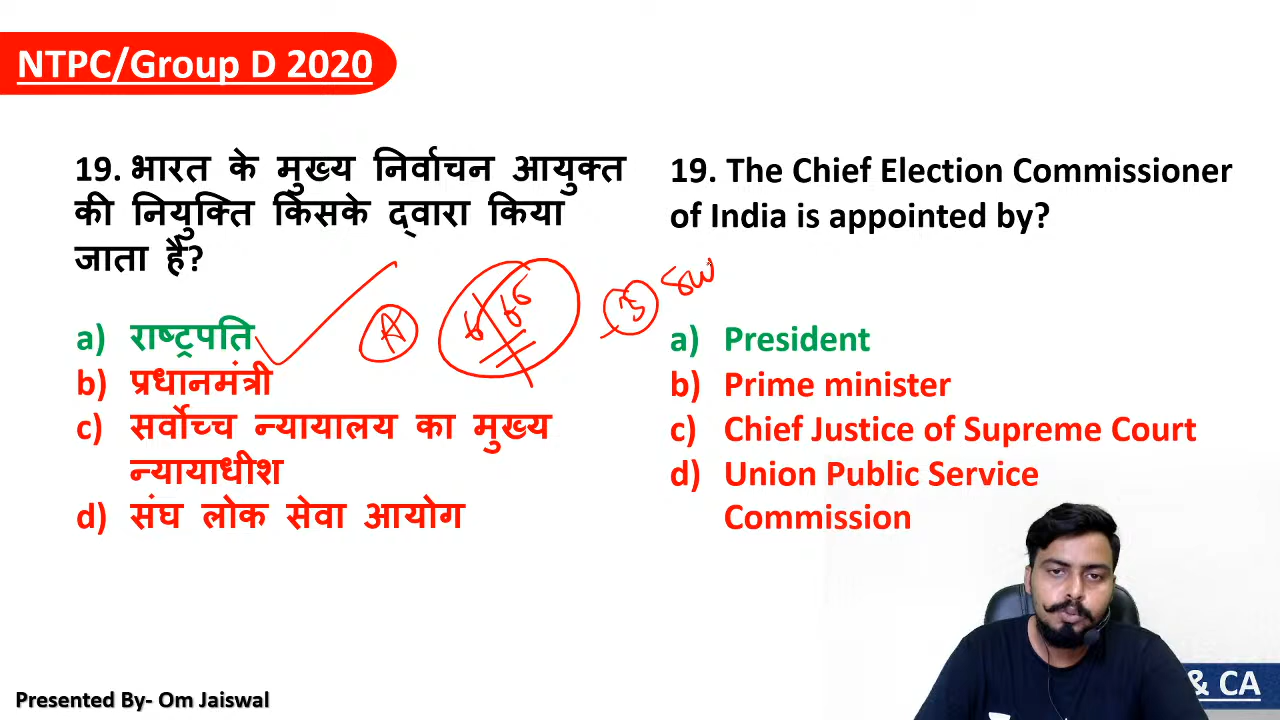 NTPC/Group D 2020
19. भारत के मुख्य निर्वाचन आयुक्त
की नियुक्ति किसके द्वारा किया
जाता है?
a) राष्ट्रपति
b) प्रधानमंत्री
c) सर्वोच्च न्यायालय का मुख्य
न्यायाधीश
d) संघ लोक सेवा आयोग
A
19. The Chief Election Commissioner
of India is appointed by?
a) President
b) Prime minister
c) Chief Justice of Supreme Court
d) Union Public Service
Commission
Presented By- Om Jaiswal
& CA